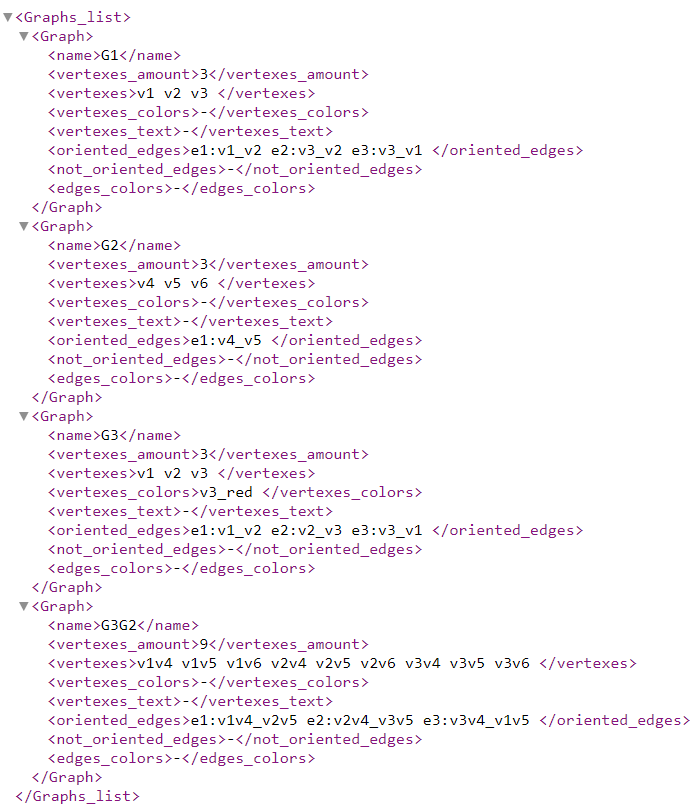 ▼<Graphs_list>
▼<Graph>
<name>G1</name>
<vertexes_amount>3</vertexes_amount>
<vertexes>v1 v2 v3 </vertexes>
<vertexes_colors>-</vertexes_colors>
<vertexes_text>-</vertexes_text>
<oriented_edges>e1:v1_v2 e2:v3_v2 e3:v3_v1 </oriented_edges>
<not_oriented_edges>-</not_oriented_edges>
<edges_colors>-</edges_colors>
</Graph>
▼<Graph>
<name>G2</name>
<vertexes_amount>3</vertexes_amount>
<vertexes>v4 v5 v6 </vertexes>
<vertexes_colors>-</vertexes_colors>
<vertexes_text>-</vertexes_text>
<oriented_edges>e1:v4_v5 </oriented_edges>
<not_oriented_edges>-</not_oriented_edges>
<edges_colors>-</edges_colors>
</Graph>
▼<Graph>
<name>G3</name>
<vertexes_amount>3</vertexes_amount>
<vertexes>v1 v2 v3 </vertexes>
<vertexes_colors>v3_red </vertexes_colors>
<vertexes_text>-</vertexes_text>
<oriented_edges>e1:v1_v2 e2:v2_v3 e3:v3_v1 </oriented_edges>
<not_oriented_edges>-</not_oriented_edges>
<edges_colors>-</edges_colors>
</Graph>
▼<Graph>
<name>G3G2</name>
<vertexes_amount>9</vertexes_amount>
<vertexes>v1v4 v1v5 v1v6 v2v4 v2v5 v2v6 v3v4 v3v5 v3v6 </vertexes>
<vertexes_colors>-</vertexes_colors>
<vertexes_text>-</vertexes_text>
<oriented_edges>e1:v1v4_v2v5 e2:v2v4_v3v5 e3:v3v4_v1v5 </oriented_edges>
<not_oriented_edges>-</not_oriented_edges>
<edges_colors>-</edges_colors>
</Graph>
</Graphs_list>